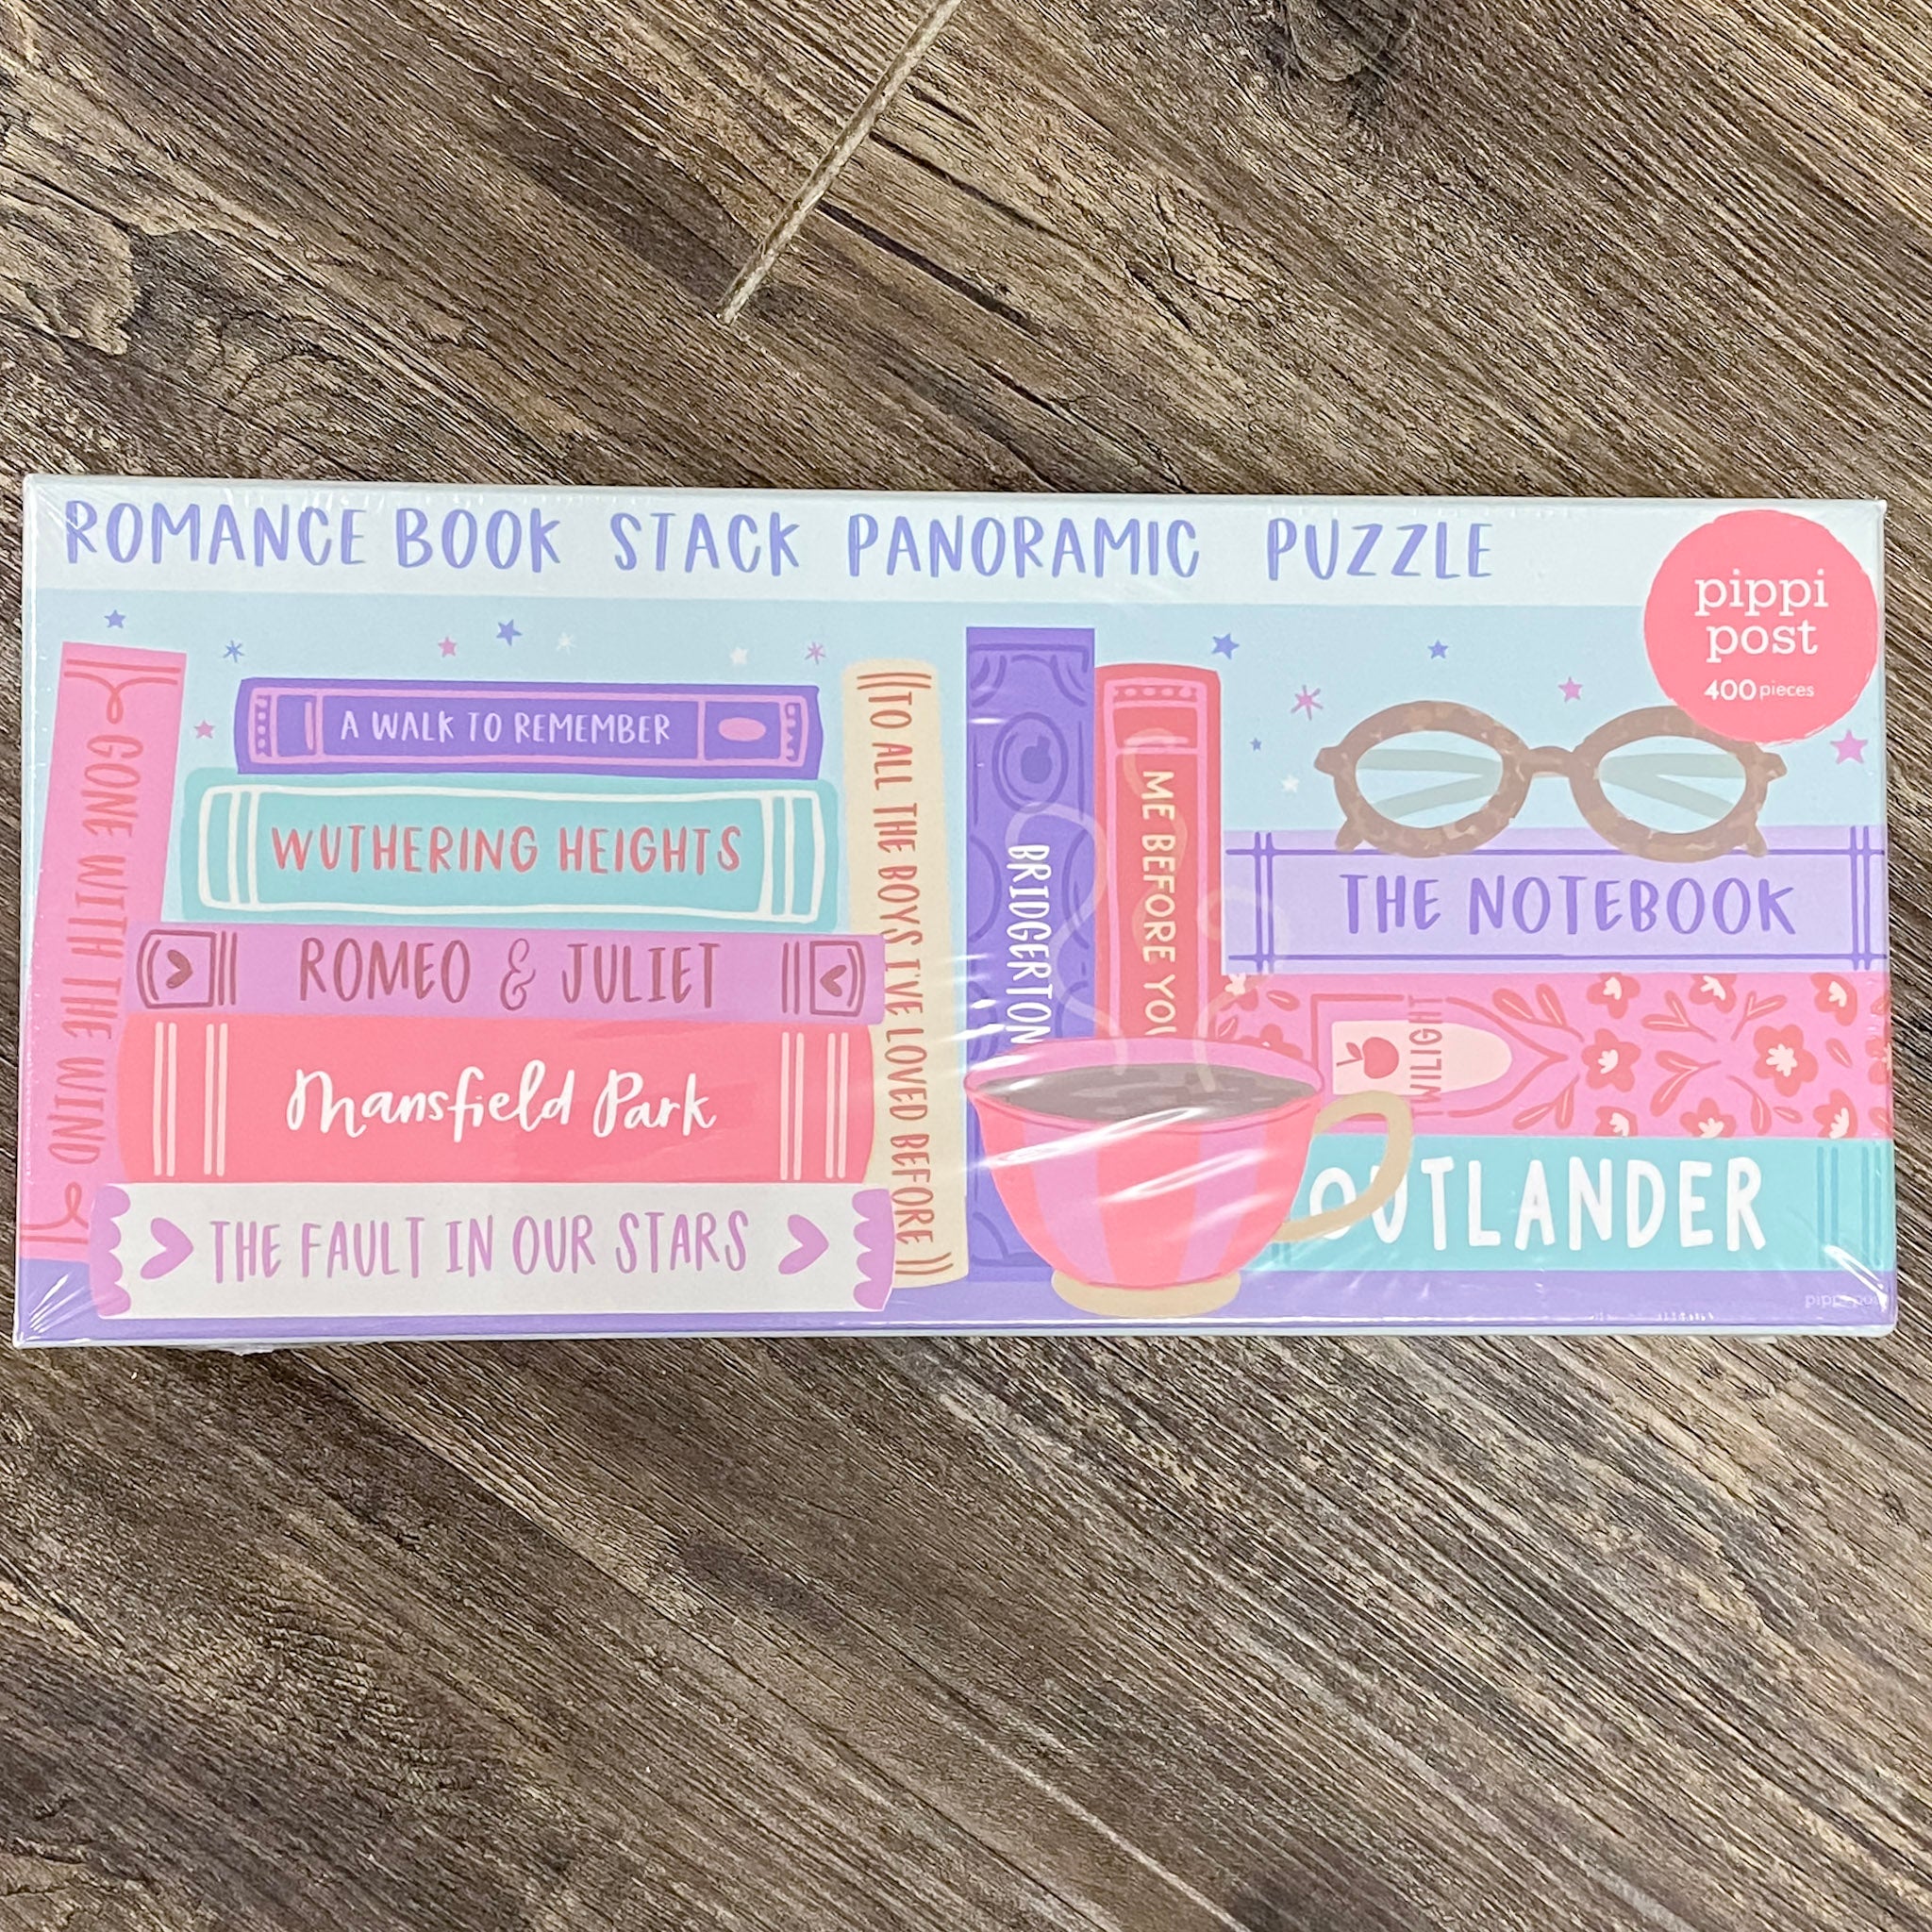 ROMANCE BOOK STACK PANORAMIC PUZZLE
pippi
post
400 pieces
GONE WITH THE WIND
A WALK TO REMEMBER
WUTHERING HEIGHTS
ROMEO & JULIET
Mansfield Park
THE FAULT IN OUR STARS
TO ALL THE BOYS I'VE LOVED BEFORE
BRIDGERTON
ME BEFORE YOU
THE NOTEBOOK
TWILIGHT
OUTLANDER
pippi post